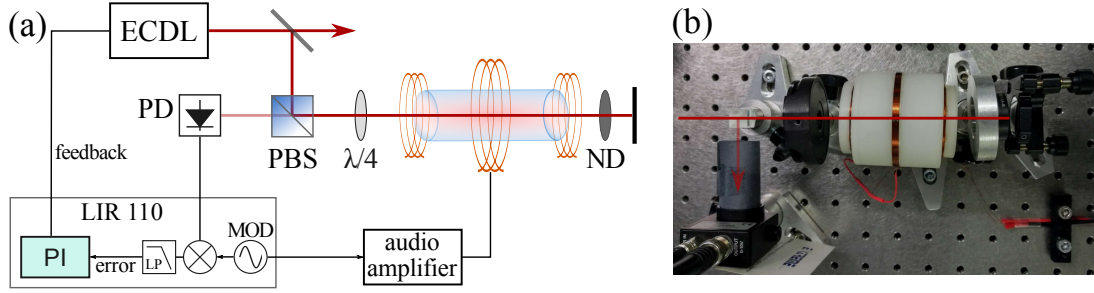 (a)
ECDL
PD
PBS
λ/4
ND
feedback
LIR 110
MOD
PI
error
LP
audio
amplifier
(b)